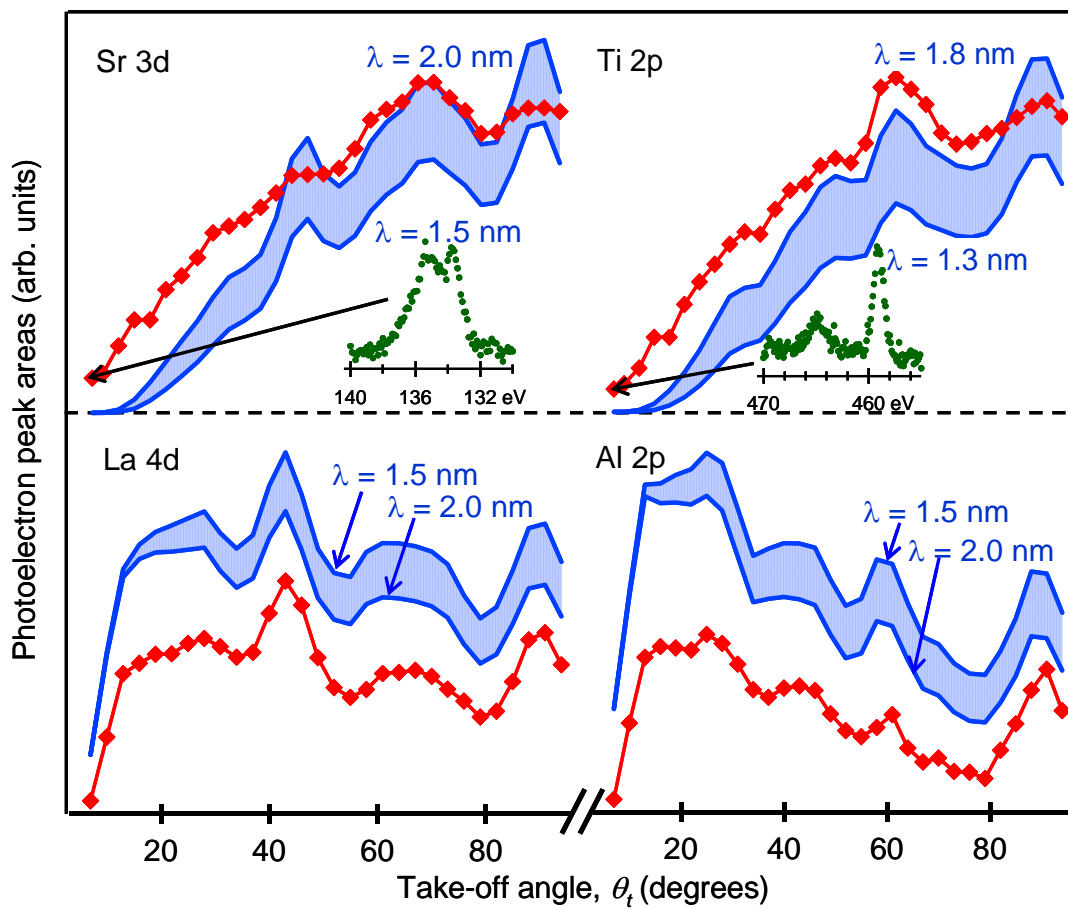 Photoelectron peak areas (arb. units)
Sr 3d
λ = 2.0 nm
λ = 1.5 nm
140 136 132 eV
Ti 2p
λ = 1.8 nm
λ = 1.3 nm
470 460 eV
La 4d
λ = 1.5 nm
λ = 2.0 nm
Al 2p
λ = 1.5 nm
λ = 2.0 nm
20 40 60 80 20 40 60 80
Take-off angle, θt (degrees)